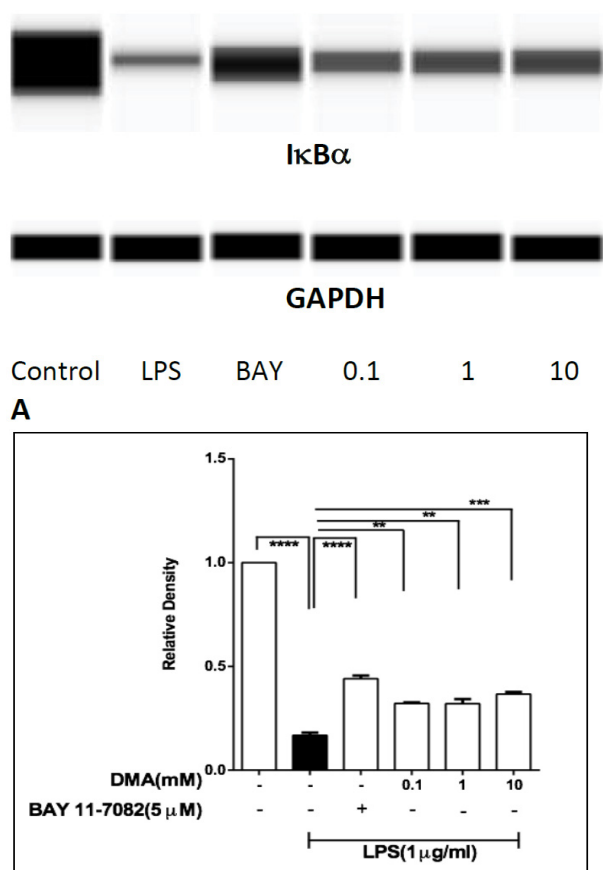 IκBα
GAPDH
Control LPS BAY 0.1 1 10
A
1.5
1.0
0.5
0.0
Relative Density
**** **** ** ** ***
DMA(mM) - - - 0.1 1 10
BAY 11-7082(5 μM) - - + - - -
LPS(1μg/ml)